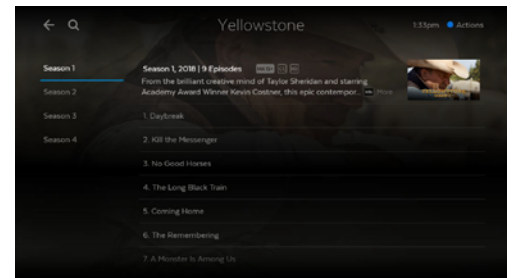 Yellowstone
1:33pm
Actions
Season 1
Season 2
Season 3
Season 4
Season 1, 2018 | 9 Episodes
From the brilliant creative mind of Taylor Sheridan and starring
Academy Award Winner Kevin Costner, this epic contempor... More
1. Daybreak
2. Kill the Messenger
3. No Good Horses
4. The Long Black Train
5. Coming Home
6. The Remembering
7. A Monster Is Among Us